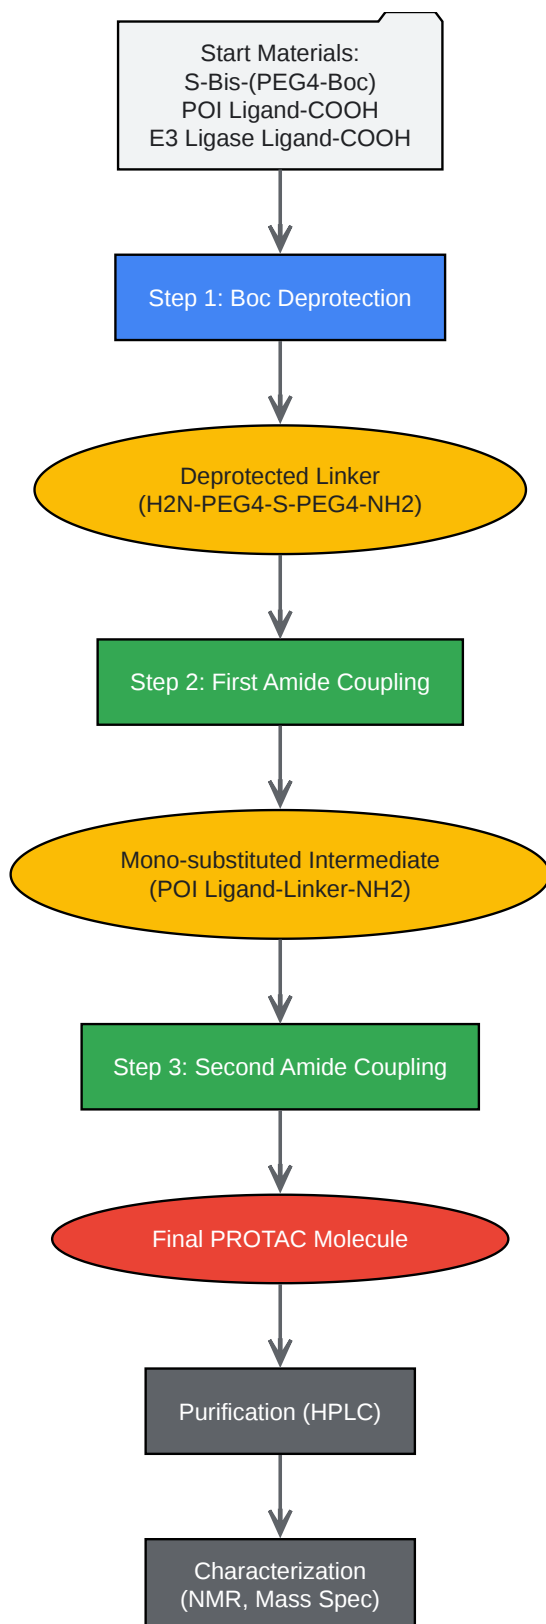 Start Materials:
S-Bis-(PEG4-Boc)
POI Ligand-COOH
E3 Ligase Ligand-COOH
Step 1: Boc Deprotection
Deprotected Linker
(H2N-PEG4-S-PEG4-NH2)
Step 2: First Amide Coupling
Mono-substituted Intermediate
(POI Ligand-Linker-NH2)
Step 3: Second Amide Coupling
Final PROTAC Molecule
Purification (HPLC)
Characterization
(NMR, Mass Spec)